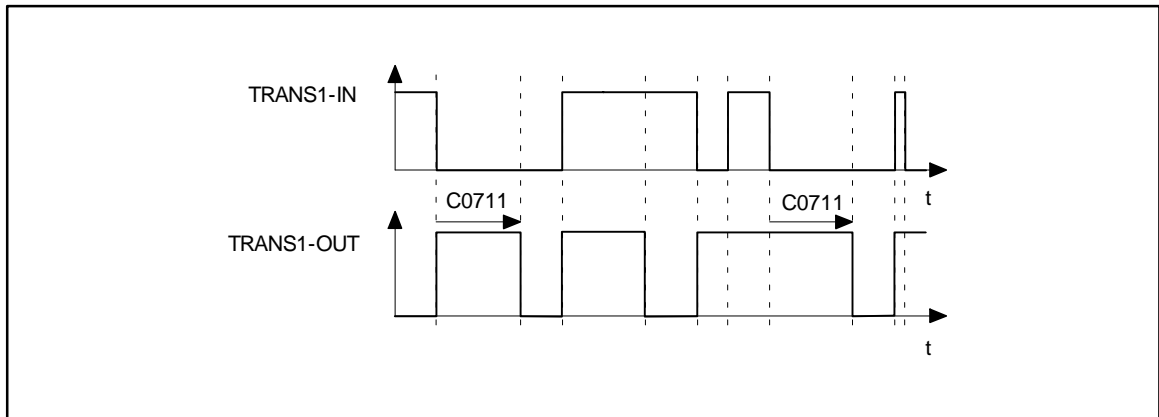 TRANS1-IN
t
C0711 C0711
TRANS1-OUT
t